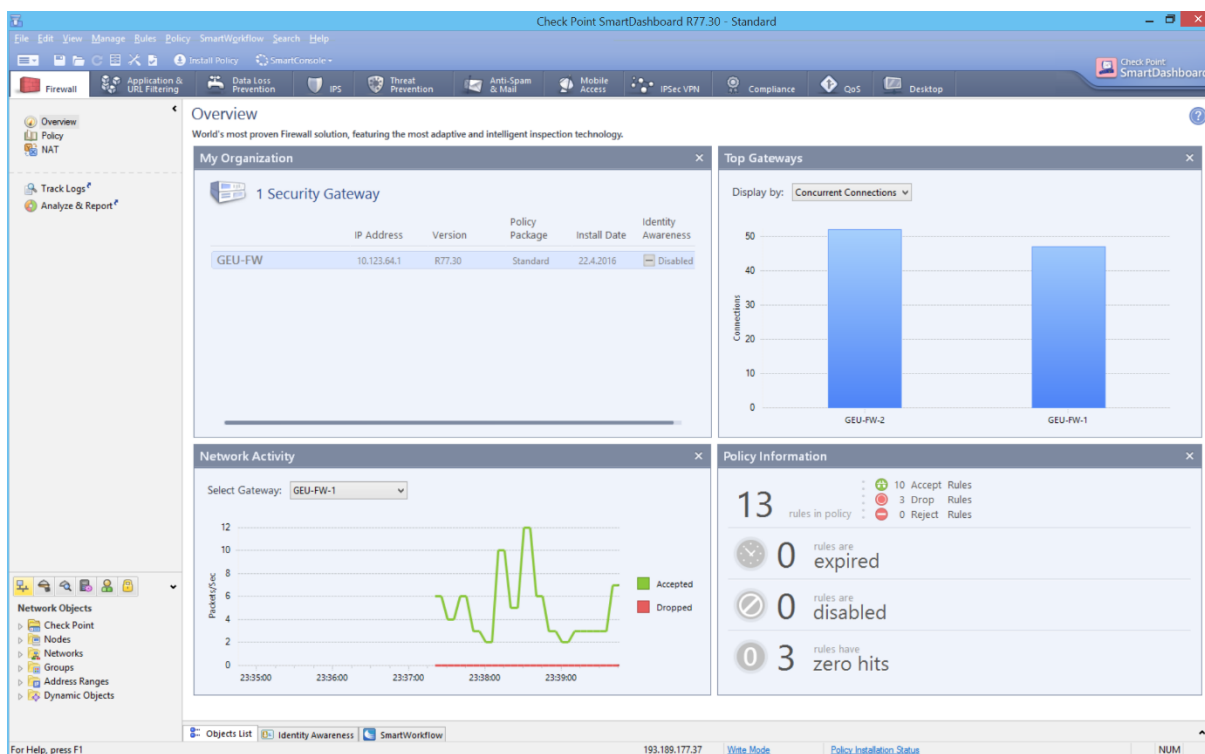 Check Point SmartDashboard R77.30 - Standard
File Edit View Manage Rules Policy SmartWorkflow Search Help
Install Policy SmartConsole
Check Point
SmartDashboard
Firewall
Application &
URL Filtering
Data Loss
Prevention
IPS
Threat
Prevention
Anti-Spam
& Mail
Mobile
Access
IPSec VPN
Compliance
QoS
Desktop
Overview
Policy
NAT
Track Logs
Analyze & Report
Overview
World's most proven Firewall solution, featuring the most adaptive and intelligent inspection technology.
My Organization
1 Security Gateway
IP Address Version Policy Package Install Date Identity Awareness
GEU-FW 10.123.64.1 R77.30 Standard 22.4.2016 Disabled
Top Gateways
Display by: Concurrent Connections
Connections
50
40
30
20
10
0
GEU-FW-2 GEU-FW-1
Network Activity
Select Gateway: GEU-FW-1
Packets/Sec
12
10
8
6
4
2
0
23:35:00 23:36:00 23:37:00 23:38:00 23:39:00
Accepted
Dropped
Policy Information
13 rules in policy
10 Accept Rules
3 Drop Rules
0 Reject Rules
0 rules are
expired
0 rules are
disabled
0 3 rules have
zero hits
Network Objects
Check Point
Nodes
Networks
Groups
Address Ranges
Dynamic Objects
Objects List Identity Awareness SmartWorkflow
For Help, press F1 193.189.177.37 Write Mode Policy Installation Status NUM